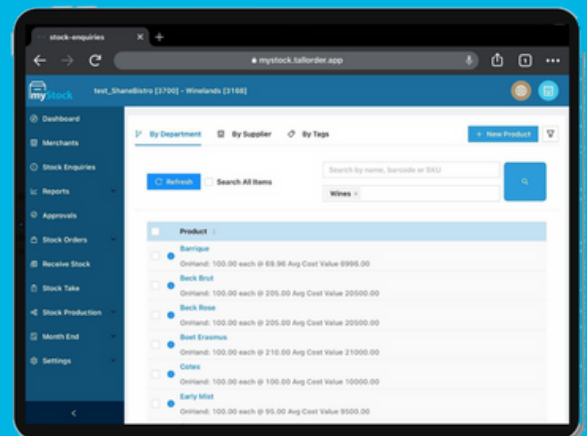 stock-enquiries
mystock.tallorder.app
myStock
test_ShaneBistro [3700] - Winelands [3168]
Dashboard
Merchants
Stock Enquiries
Reports
Approvals
Stock Orders
Receive Stock
Stock Take
Stock Production
Month End
Settings
By Department By Supplier By Tags
+ New Product
Refresh
Search All Items
Search by name, barcode or SKU
Wines ×
Product
Barrique
OnHand: 100.00 each @ 69.96 Avg Cost Value 6996.00
Beck Brut
OnHand: 100.00 each @ 205.00 Avg Cost Value 20500.00
Beck Rose
OnHand: 100.00 each @ 205.00 Avg Cost Value 20500.00
Boet Erasmus
OnHand: 100.00 each @ 210.00 Avg Cost Value 21000.00
Cotes
OnHand: 100.00 each @ 100.00 Avg Cost Value 10000.00
Early Mist
OnHand: 100.00 each @ 95.00 Avg Cost Value 9500.00